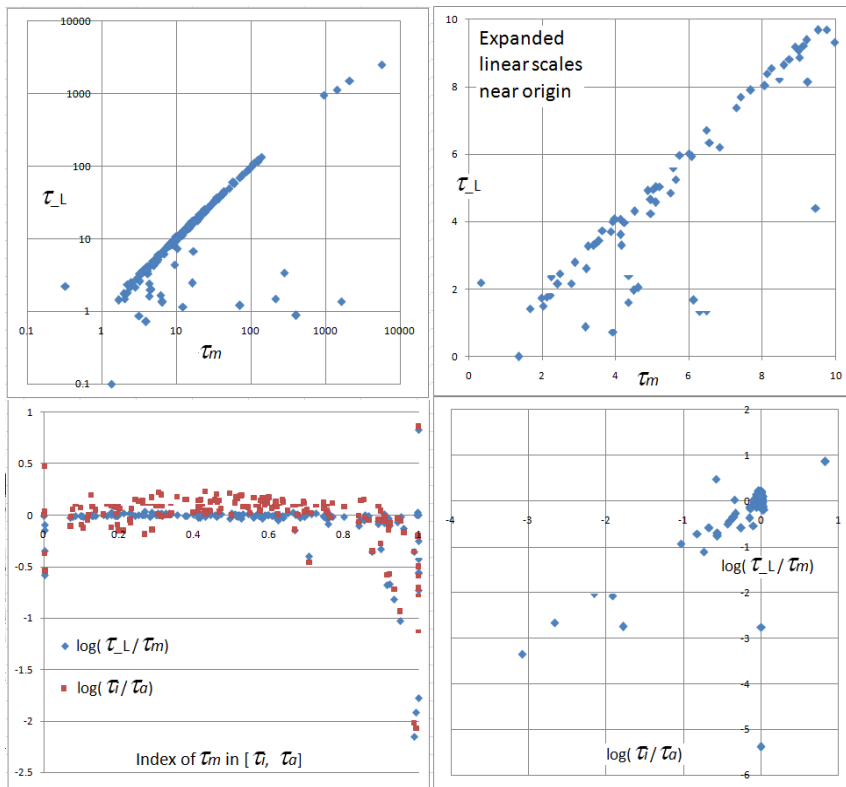 10000
1000
100
10
1
0.1
τ_L
0.1 1 10 100 1000 10000
τm
Expanded
linear scales
near origin
10
8
6
4
2
0
τ_L
0 2 4 6 8 10
τm
1
0.5
0
-0.5
-1
-1.5
-2
-2.5
0 0.2 0.4 0.6 0.8 1
log( τ_L / τm)
log( τi / τa)
Index of τm in [ τi, τa]
2
1
0
-1
-2
-3
-4
-5
-6
-4 -3 -2 -1 0 1
log( τ_L / τm)
log( τi / τa)